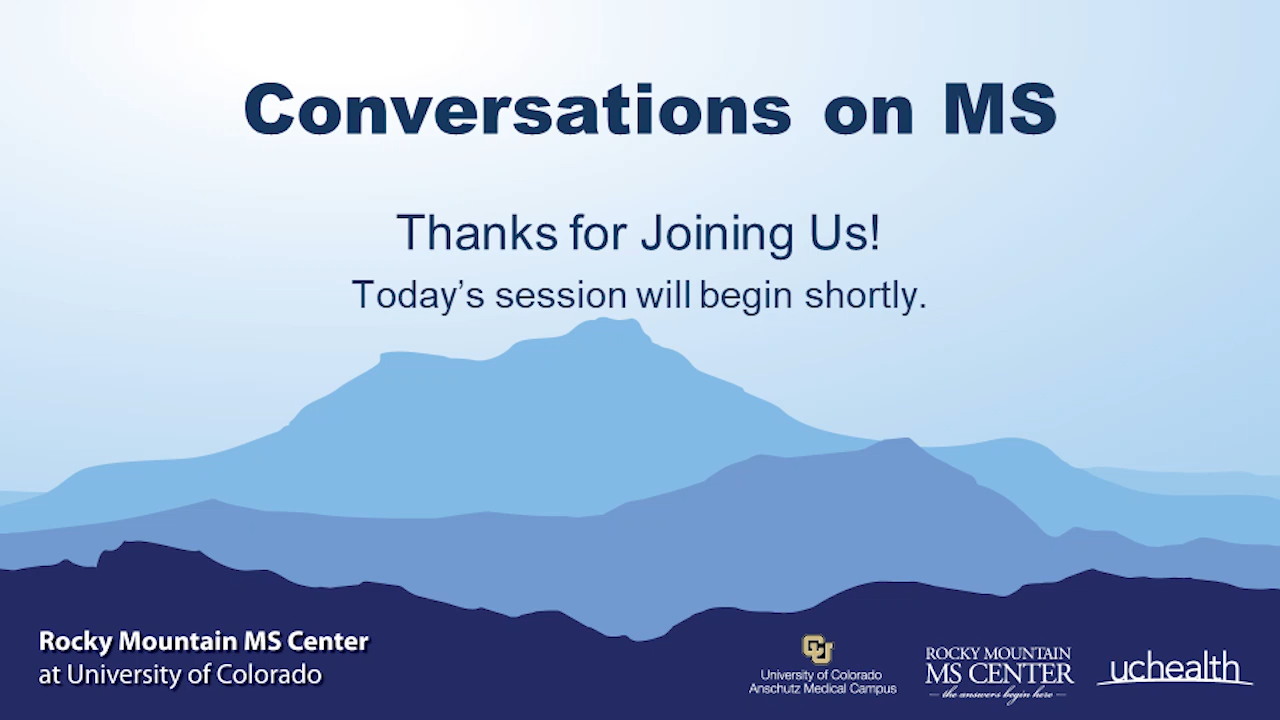 Conversations on MS
Thanks for Joining Us!
Today’s session will begin shortly.
Rocky Mountain MS Center
at University of Colorado
CU
University of Colorado
Anschutz Medical Campus
ROCKY MOUNTAIN
MS CENTER
the answers begin here
uchealth